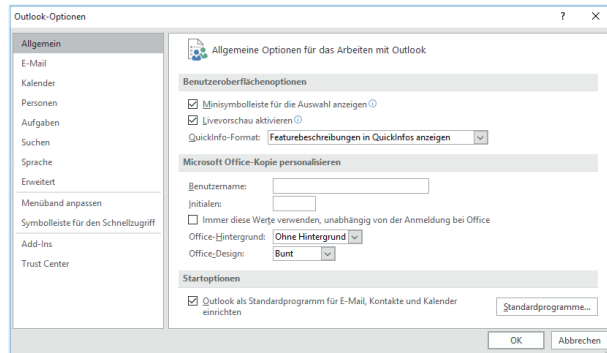 Outlook-Optionen
Allgemein
E-Mail
Kalender
Personen
Aufgaben
Suchen
Sprache
Erweitert
Menüband anpassen
Symbolleiste für den Schnellzugriff
Add-Ins
Trust Center
Allgemeine Optionen für das Arbeiten mit Outlook
Benutzeroberflächenoptionen
Minisymbolleiste für die Auswahl anzeigen
Livevorschau aktivieren
QuickInfo-Format: Featurebeschreibungen in QuickInfos anzeigen
Microsoft Office-Kopie personalisieren
Benutzername:
Initialen:
Immer diese Werte verwenden, unabhängig von der Anmeldung bei Office
Office-Hintergrund: Ohne Hintergrund
Office-Design: Bunt
Startoptionen
Outlook als Standardprogramm für E-Mail, Kontakte und Kalender
einrichten
Standardprogramme...
OK Abbrechen